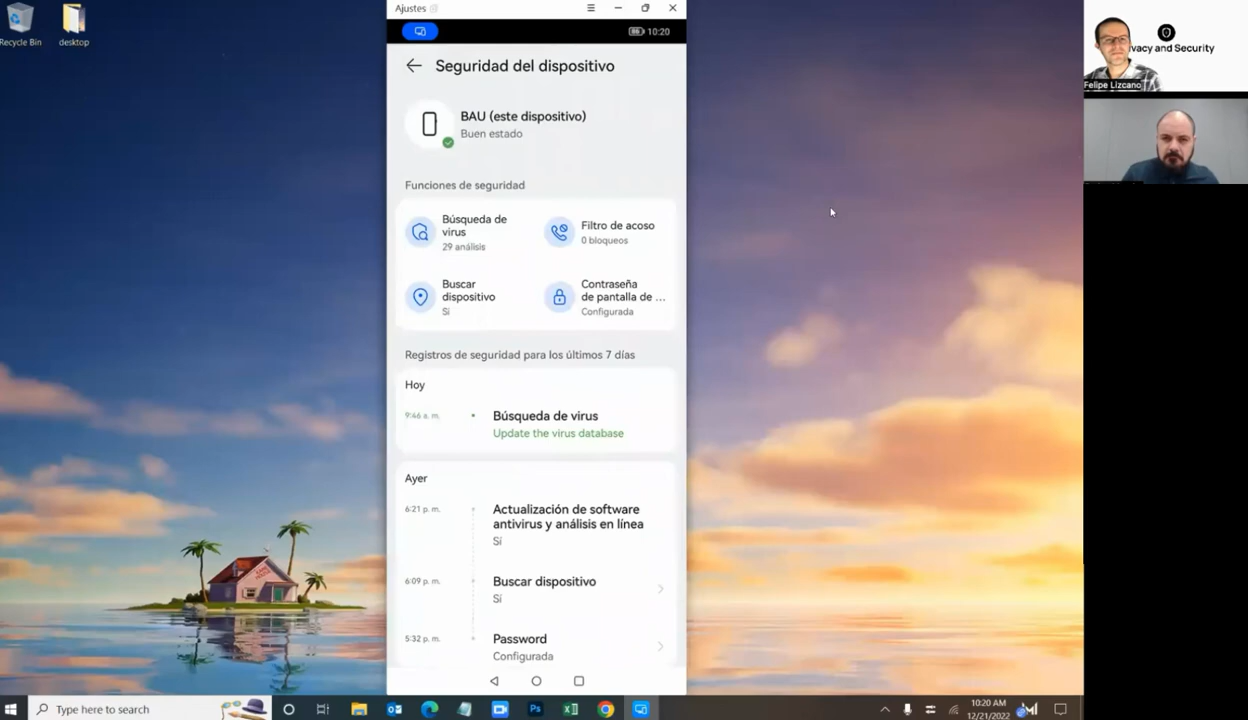 Recycle Bin
desktop
Ajustes
10:20
Seguridad del dispositivo
BAU (este dispositivo)
Buen estado
Funciones de seguridad
Búsqueda de
virus
29 análisis
Filtro de acoso
0 bloqueos
Buscar
dispositivo
Sí
Contraseña
de pantalla de ...
Configurada
Registros de seguridad para los últimos 7 días
Hoy
9:46 a. m.
Búsqueda de virus
Update the virus database
Ayer
6:21 p. m.
Actualización de software
antivirus y análisis en línea
Sí
6:09 p. m.
Buscar dispositivo
Sí
5:32 p. m.
Password
Configurada
vacy and Security
Felipe Lizcano
Type here to search
10:20 AM
12/21/2022